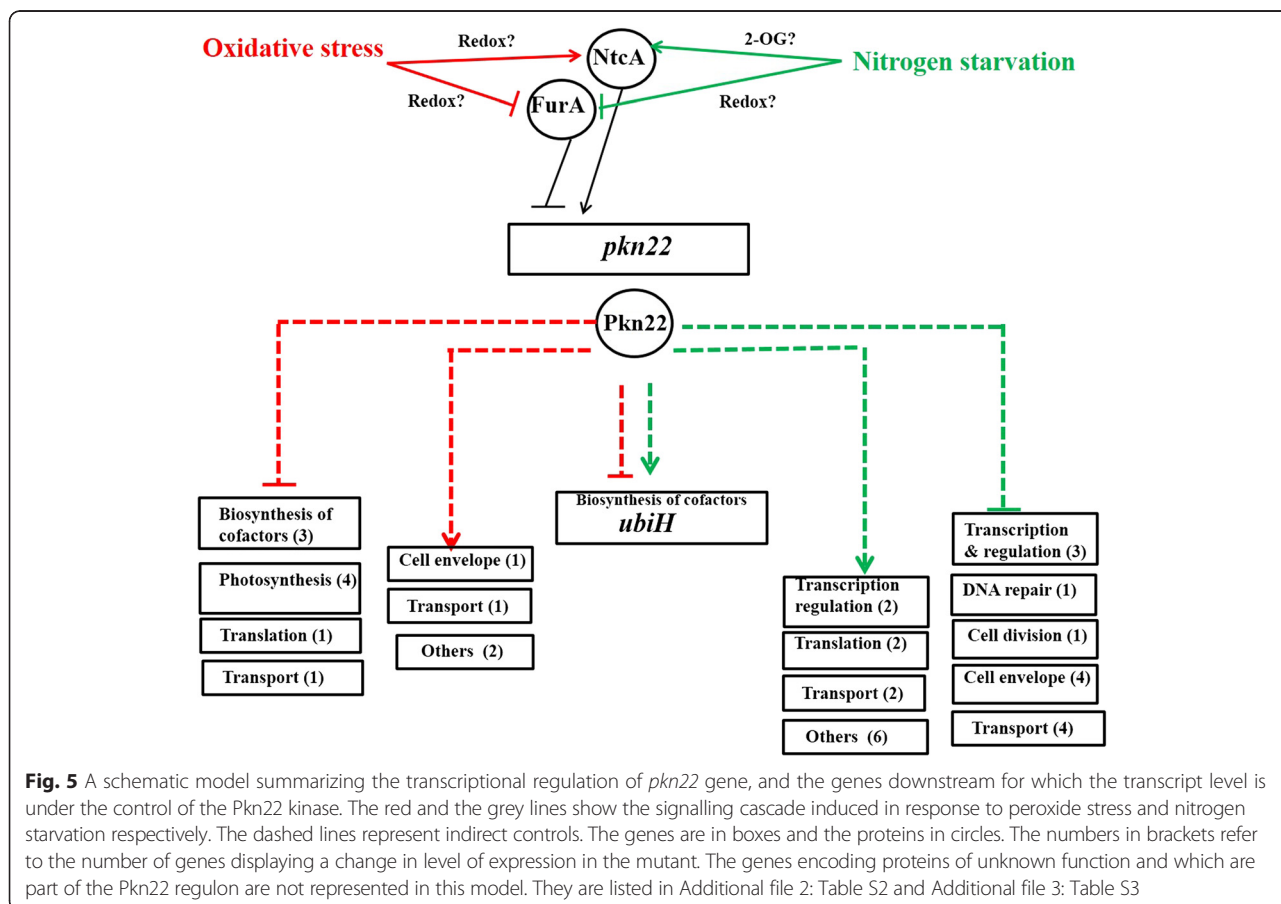 Redox?
2-OG?
Oxidative stress
NtcA
Nitrogen starvation
Redox?
FurA
Redox?
pkn22
Pkn22
Biosynthesis of
cofactors (3)
Photosynthesis (4)
Translation (1)
Transport (1)
Cell envelope (1)
Transport (1)
Others (2)
Biosynthesis of cofactors
ubiH
Transcription
regulation (2)
Translation (2)
Transport (2)
Others (6)
Transcription
& regulation (3)
DNA repair (1)
Cell division (1)
Cell envelope (4)
Transport (4)
Fig. 5 A schematic model summarizing the transcriptional regulation of pkn22 gene, and the genes downstream for which the transcript level is
under the control of the Pkn22 kinase. The red and the grey lines show the signalling cascade induced in response to peroxide stress and nitrogen
starvation respectively. The dashed lines represent indirect controls. The genes are in boxes and the proteins in circles. The numbers in brackets refer
to the number of genes displaying a change in level of expression in the mutant. The genes encoding proteins of unknown function and which are
part of the Pkn22 regulon are not represented in this model. They are listed in Additional file 2: Table S2 and Additional file 3: Table S3